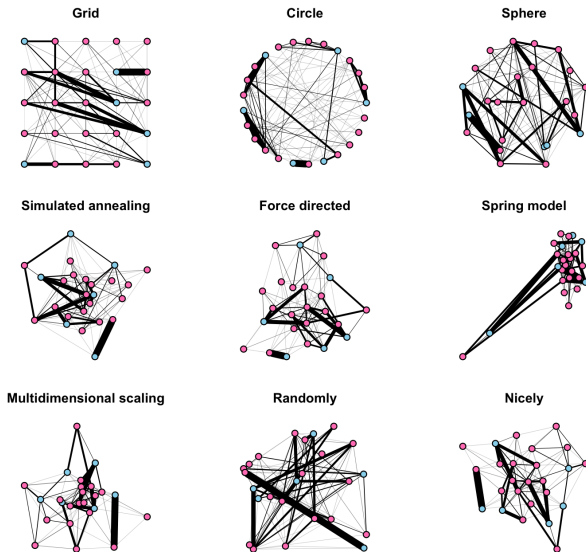 Grid
Circle
Sphere
Simulated annealing
Force directed
Spring model
Multidimensional scaling
Randomly
Nicely